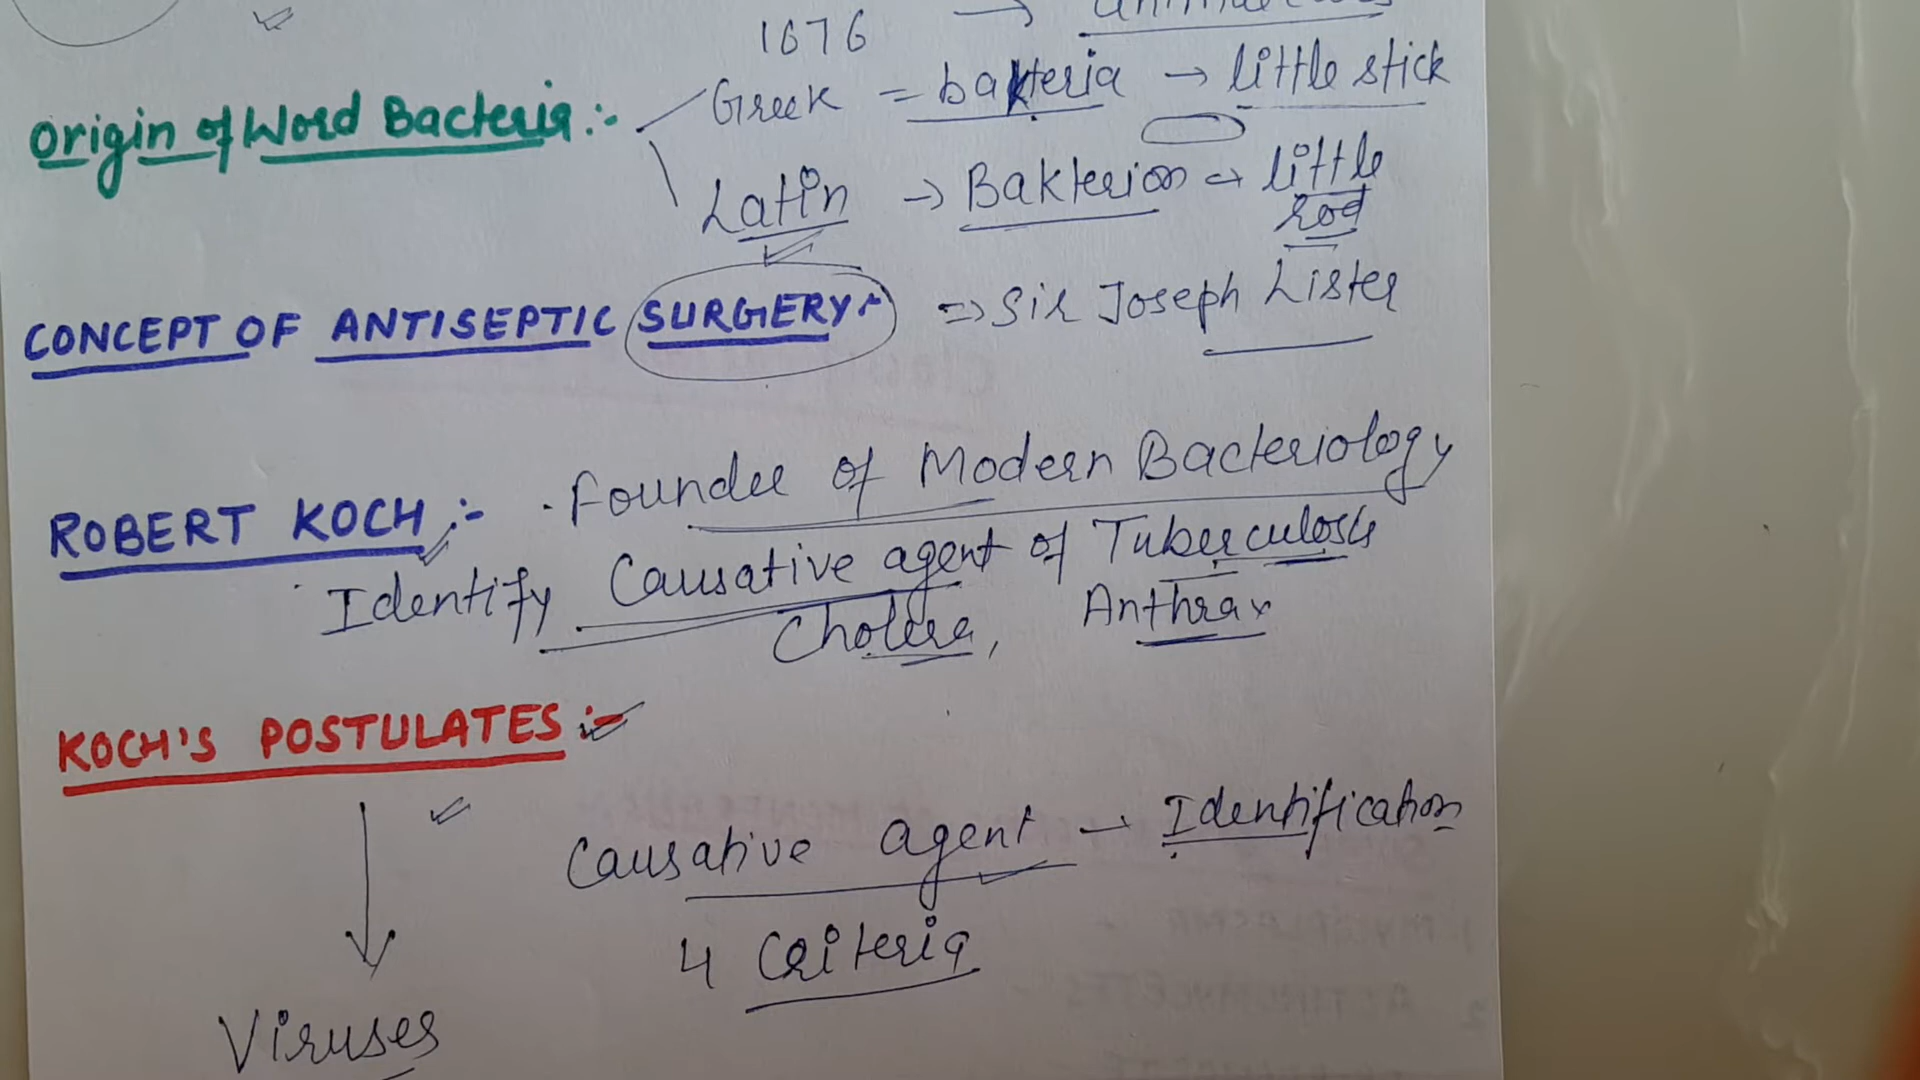 1676 →
Origin of Word Bacteria :- Greek = bakteria → little stick
Latin → Bakterion → little rod
CONCEPT OF ANTISEPTIC SURGERY :- ⇒ Sir Joseph Lister
ROBERT KOCH :- . Founder of Modern Bacteriology
. Identify Causative agent of Tuberculosis
Cholera, Anthrax
KOCH'S POSTULATES :-
Causative agent → Identification
4 Criteria
Viruses